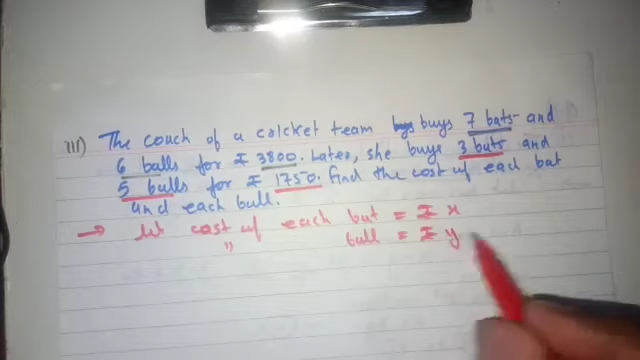 iii) The couch of a cricket team buys 7 bats and
6 balls for ₹ 3800. Later, she buys 3 bats and
5 balls for ₹ 1750. Find the cost of each bat
and each ball.
→ let cost of each bat = ₹ x
" ball = ₹ y